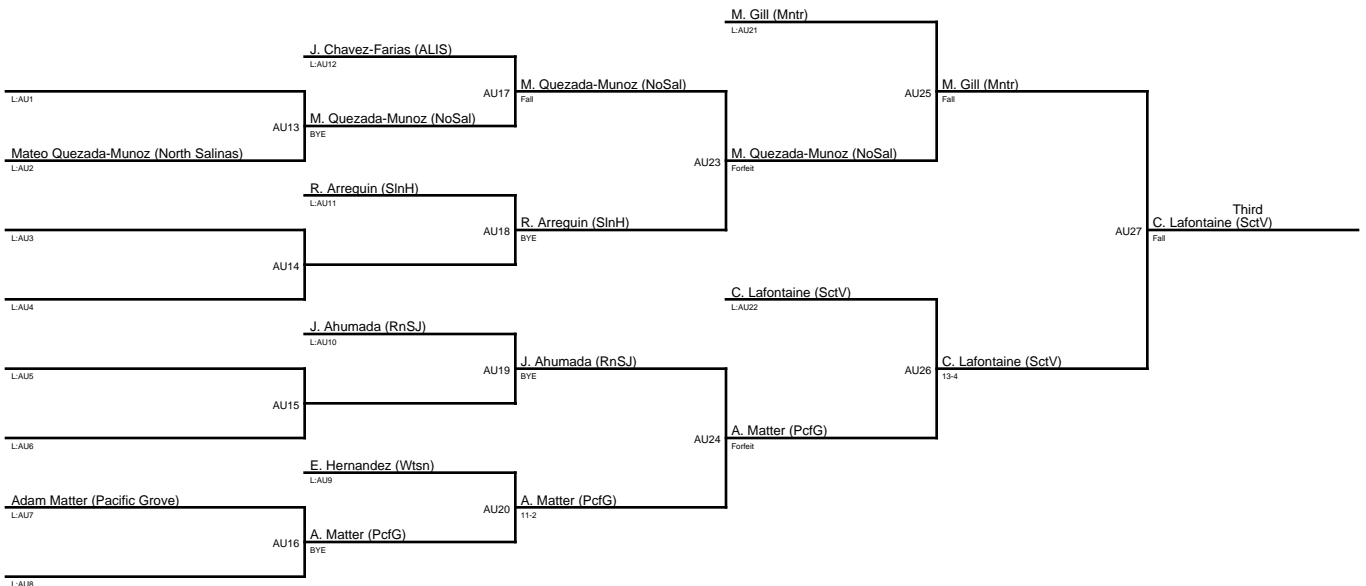 M. Gill (Mntr)
L:AU21
J. Chavez-Farias (ALIS)
L:AU12
AU17
M. Quezada-Munoz (NoSal)
Fall
AU25
M. Gill (Mntr)
Fall
L:AU1
AU13
M. Quezada-Munoz (NoSal)
BYE
Mateo Quezada-Munoz (North Salinas)
L:AU2
AU23
M. Quezada-Munoz (NoSal)
Forfeit
R. Arreguin (SlnH)
L:AU11
L:AU3
AU18
R. Arreguin (SlnH)
BYE
AU27
Third
C. Lafontaine (SctV)
Fall
AU14
L:AU4
C. Lafontaine (SctV)
L:AU22
J. Ahumada (RnSJ)
L:AU10
L:AU5
AU19
J. Ahumada (RnSJ)
BYE
AU26
C. Lafontaine (SctV)
13-4
AU15
L:AU6
AU24
A. Matter (PcfG)
Forfeit
E. Hernandez (Wtsn)
L:AU9
Adam Matter (Pacific Grove)
L:AU7
AU20
A. Matter (PcfG)
11-2
AU16
A. Matter (PcfG)
BYE
L:AU8